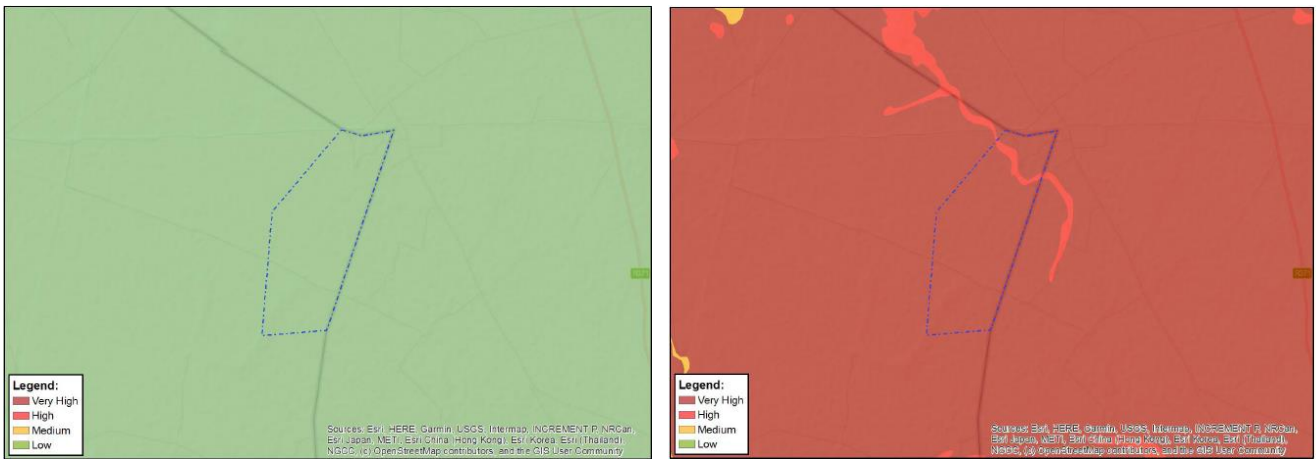 Legend:
Very High
High
Medium
Low
Sources: Esri, HERE, Garmin, USGS, Intermap, INCREMENT P, NRCan,
Esri Japan, METI, Esri China (Hong Kong), Esri Korea, Esri (Thailand),
NGCC, (c) OpenStreetMap contributors, and the GIS User Community
Legend:
Very High
High
Medium
Low
Sources: Esri, HERE, Garmin, USGS, Intermap, INCREMENT P, NRCan,
Esri Japan, METI, Esri China (Hong Kong), Esri Korea, Esri (Thailand),
NGCC, (c) OpenStreetMap contributors, and the GIS User Community